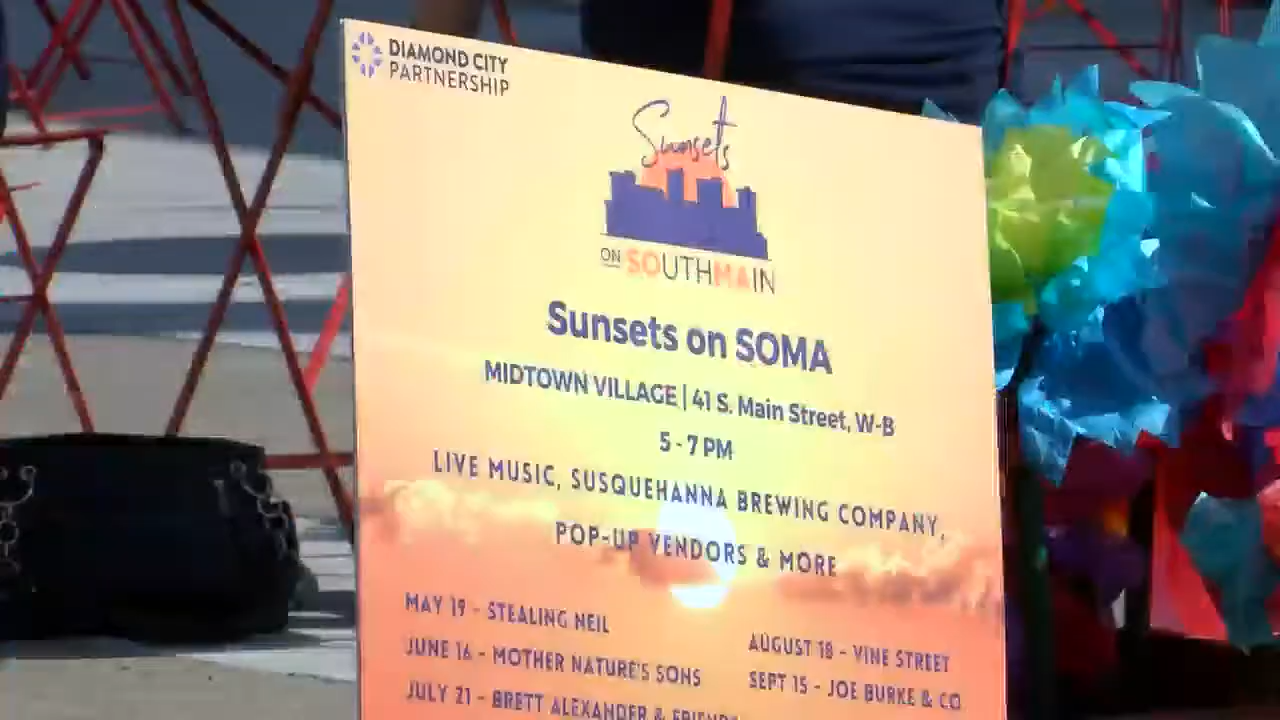 DIAMOND CITY
PARTNERSHIP
Sunsets
ON SOUTHMAIN
Sunsets on SOMA
MIDTOWN VILLAGE | 41 S. Main Street, W-B
5 - 7 PM
LIVE MUSIC, SUSQUEHANNA BREWING COMPANY,
POP-UP VENDORS & MORE
MAY 19 - STEALING NEIL
JUNE 16 - MOTHER NATURE'S SONS
JULY 21 - BRETT ALEXANDER & FRIENDS
AUGUST 18 - VINE STREET
SEPT 15 - JOE BURKE & CO